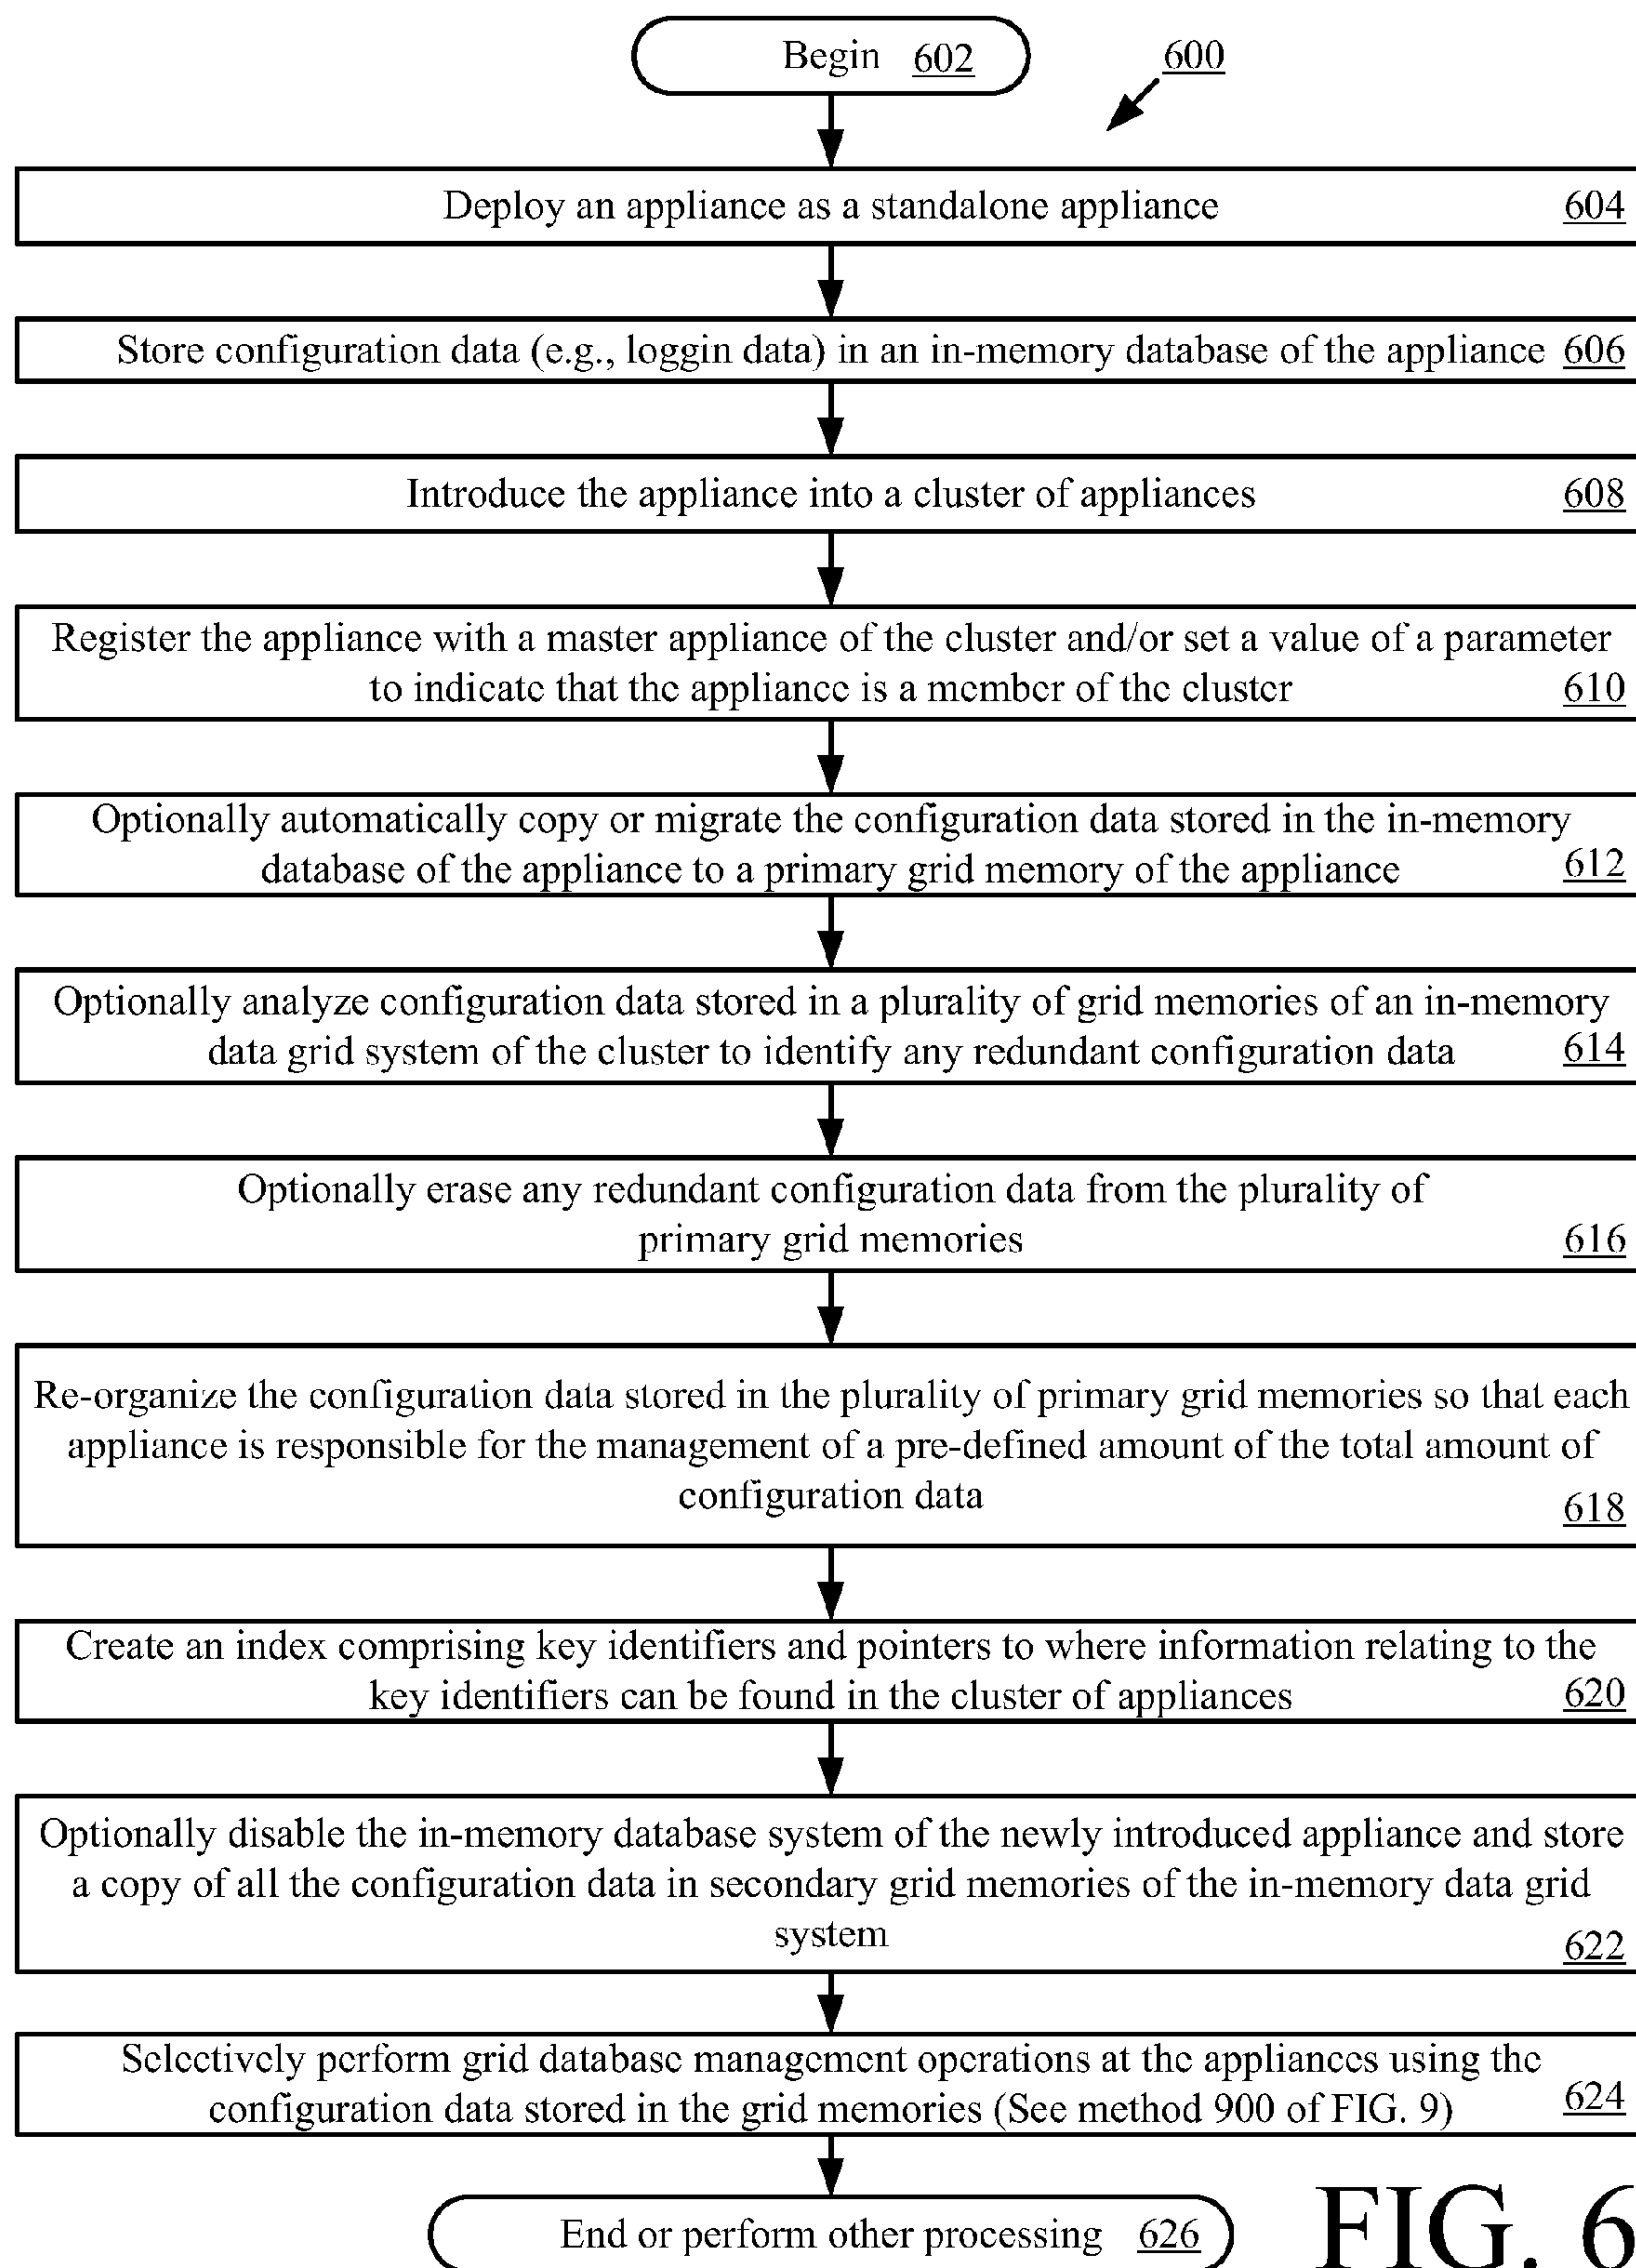 Begin 602
600
Deploy an appliance as a standalone appliance 604
Store configuration data (e.g., loggin data) in an in-memory database of the appliance 606
Introduce the appliance into a cluster of appliances 608
Register the appliance with a master appliance of the cluster and/or set a value of a parameter
to indicate that the appliance is a member of the cluster 610
Optionally automatically copy or migrate the configuration data stored in the in-memory
database of the appliance to a primary grid memory of the appliance 612
Optionally analyze configuration data stored in a plurality of grid memories of an in-memory
data grid system of the cluster to identify any redundant configuration data 614
Optionally erase any redundant configuration data from the plurality of
primary grid memories 616
Re-organize the configuration data stored in the plurality of primary grid memories so that each
appliance is responsible for the management of a pre-defined amount of the total amount of
configuration data 618
Create an index comprising key identifiers and pointers to where information relating to the
key identifiers can be found in the cluster of appliances 620
Optionally disable the in-memory database system of the newly introduced appliance and store
a copy of all the configuration data in secondary grid memories of the in-memory data grid
system 622
Selectively perform grid database management operations at the appliances using the
configuration data stored in the grid memories (See method 900 of FIG. 9) 624
End or perform other processing 626
FIG. 6